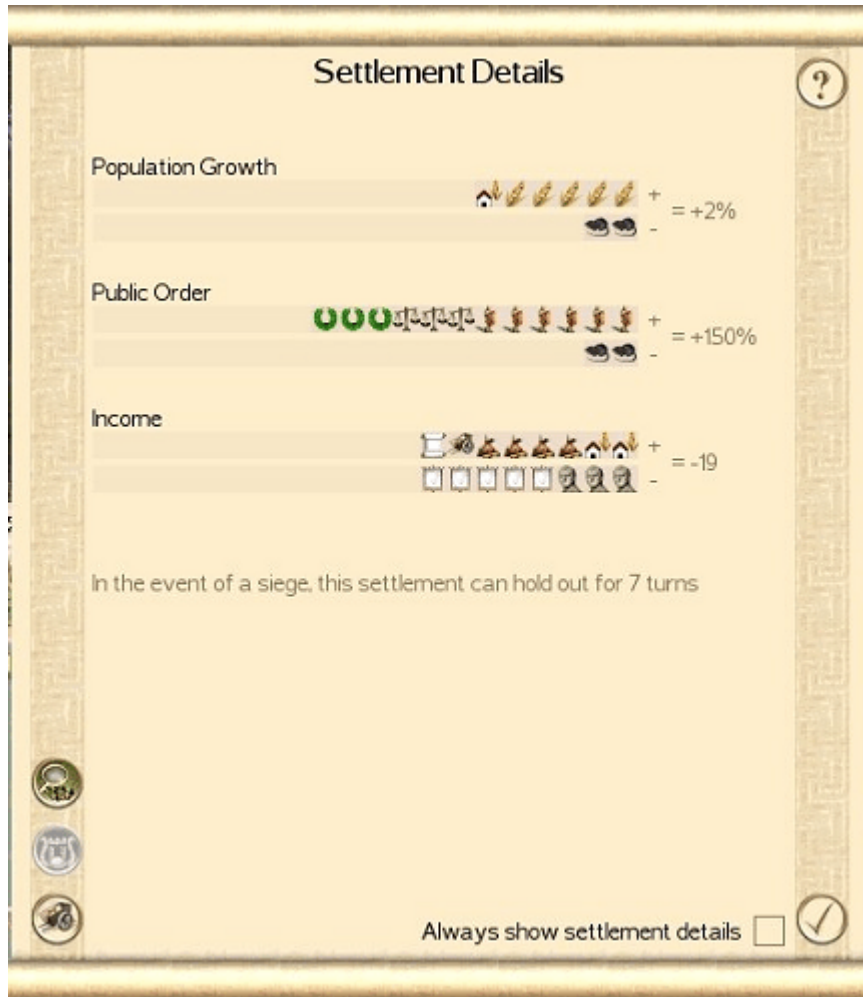 Settlement Details
?
Population Growth
+
= +2%
-
Public Order
+
= +150%
-
Income
+
= -19
-
In the event of a siege, this settlement can hold out for 7 turns
Always show settlement details